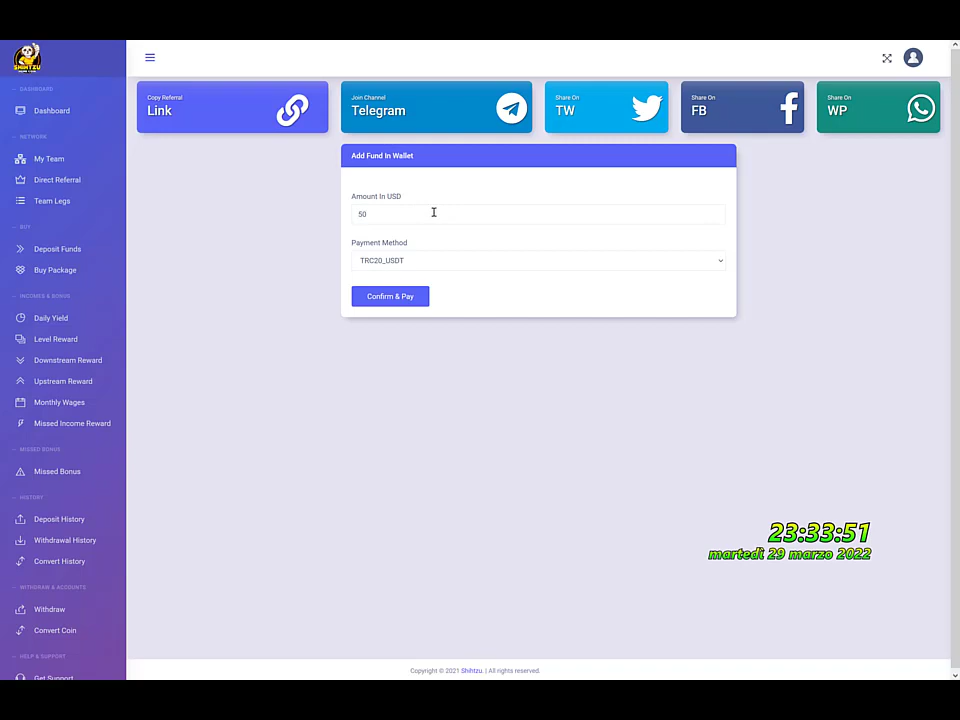 SHIHTZU
DASHBOARD
Dashboard
NETWORK
My Team
Direct Referral
Team Legs
BUY
Deposit Funds
Buy Package
INCOMES & BONUS
Daily Yield
Level Reward
Downstream Reward
Upstream Reward
Monthly Wages
Missed Income Reward
MISSED BONUS
Missed Bonus
HISTORY
Deposit History
Withdrawal History
Convert History
WITHDRAW & ACCOUNTS
Withdraw
Convert Coin
HELP & SUPPORT
Get Support
Copy Referral
Link
Join Channel
Telegram
Share On
TW
Share On
FB
Share On
WP
Add Fund In Wallet
Amount In USD
50
Payment Method
TRC20_USDT
Confirm & Pay
23:33:51
martedì 29 marzo 2022
Copyright © 2021 Shihtzu. | All rights reserved.